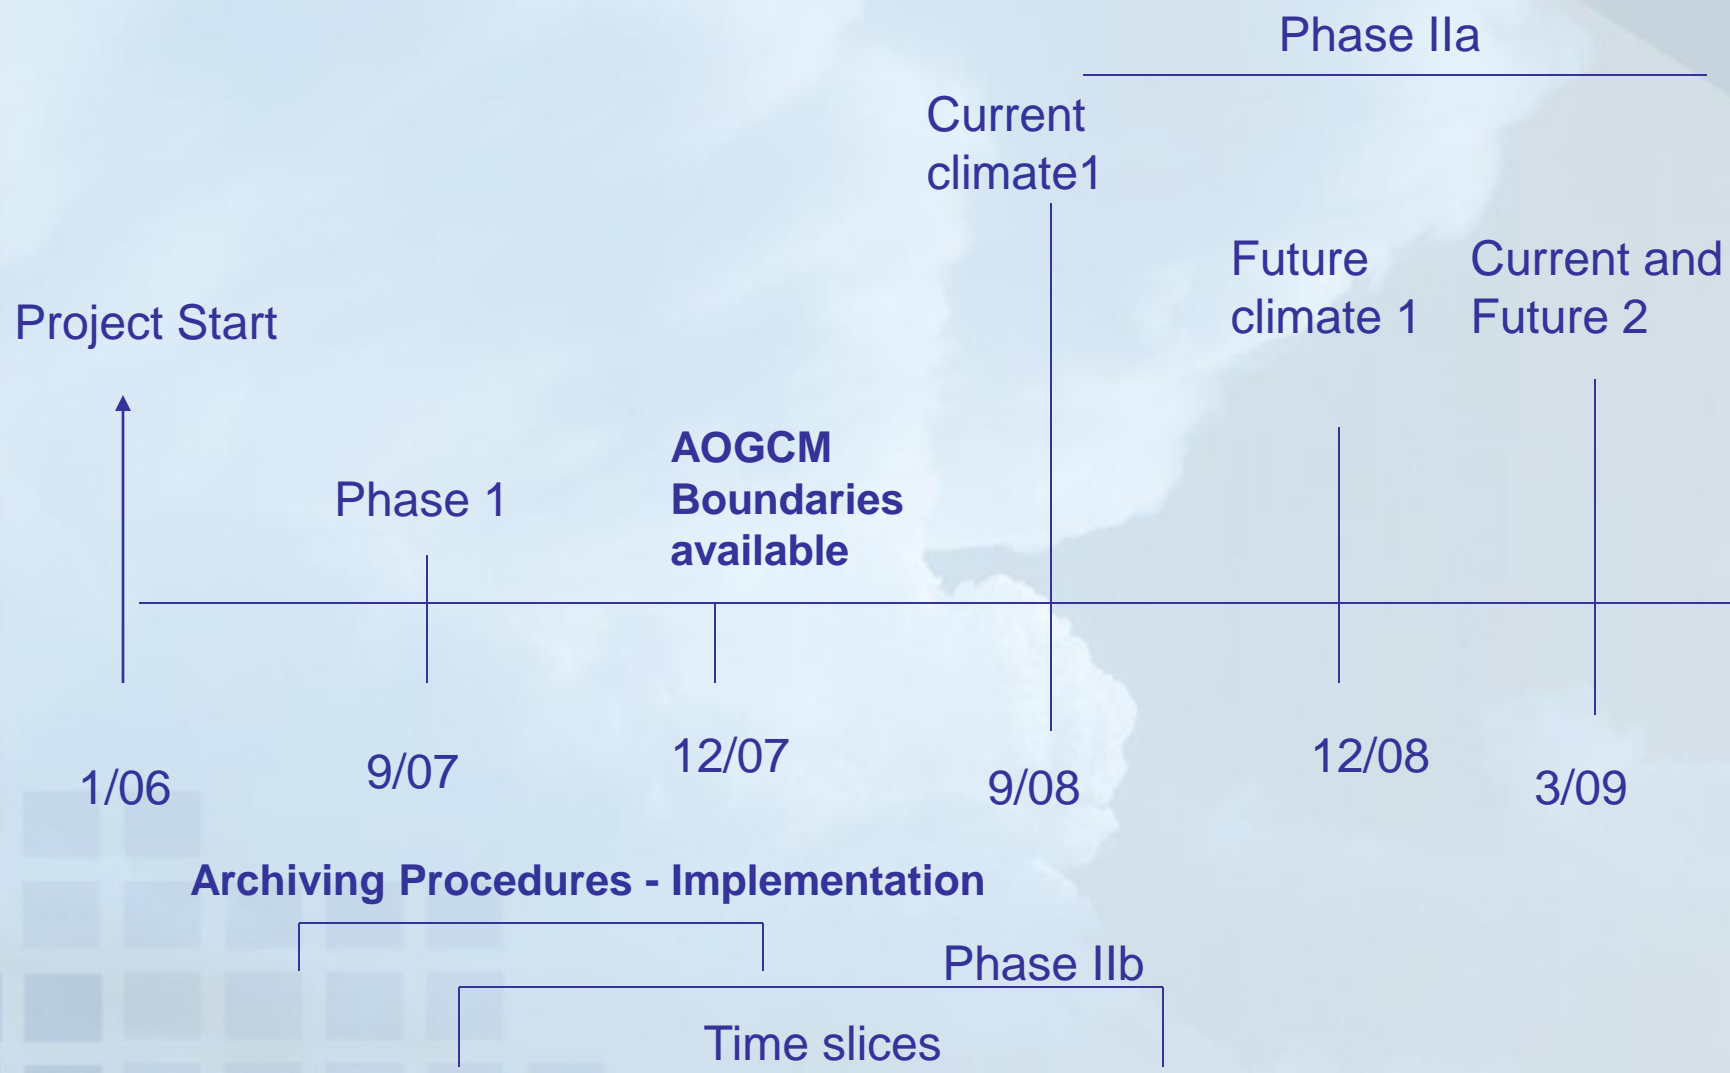 Phase IIa
Current
climate1
Future
climate 1
Current and
Future 2
Project Start
AOGCM
Boundaries
available
Phase 1
1/06
9/07
12/07
9/08
12/08
3/09
Archiving Procedures - Implementation
Phase IIb
Time slices